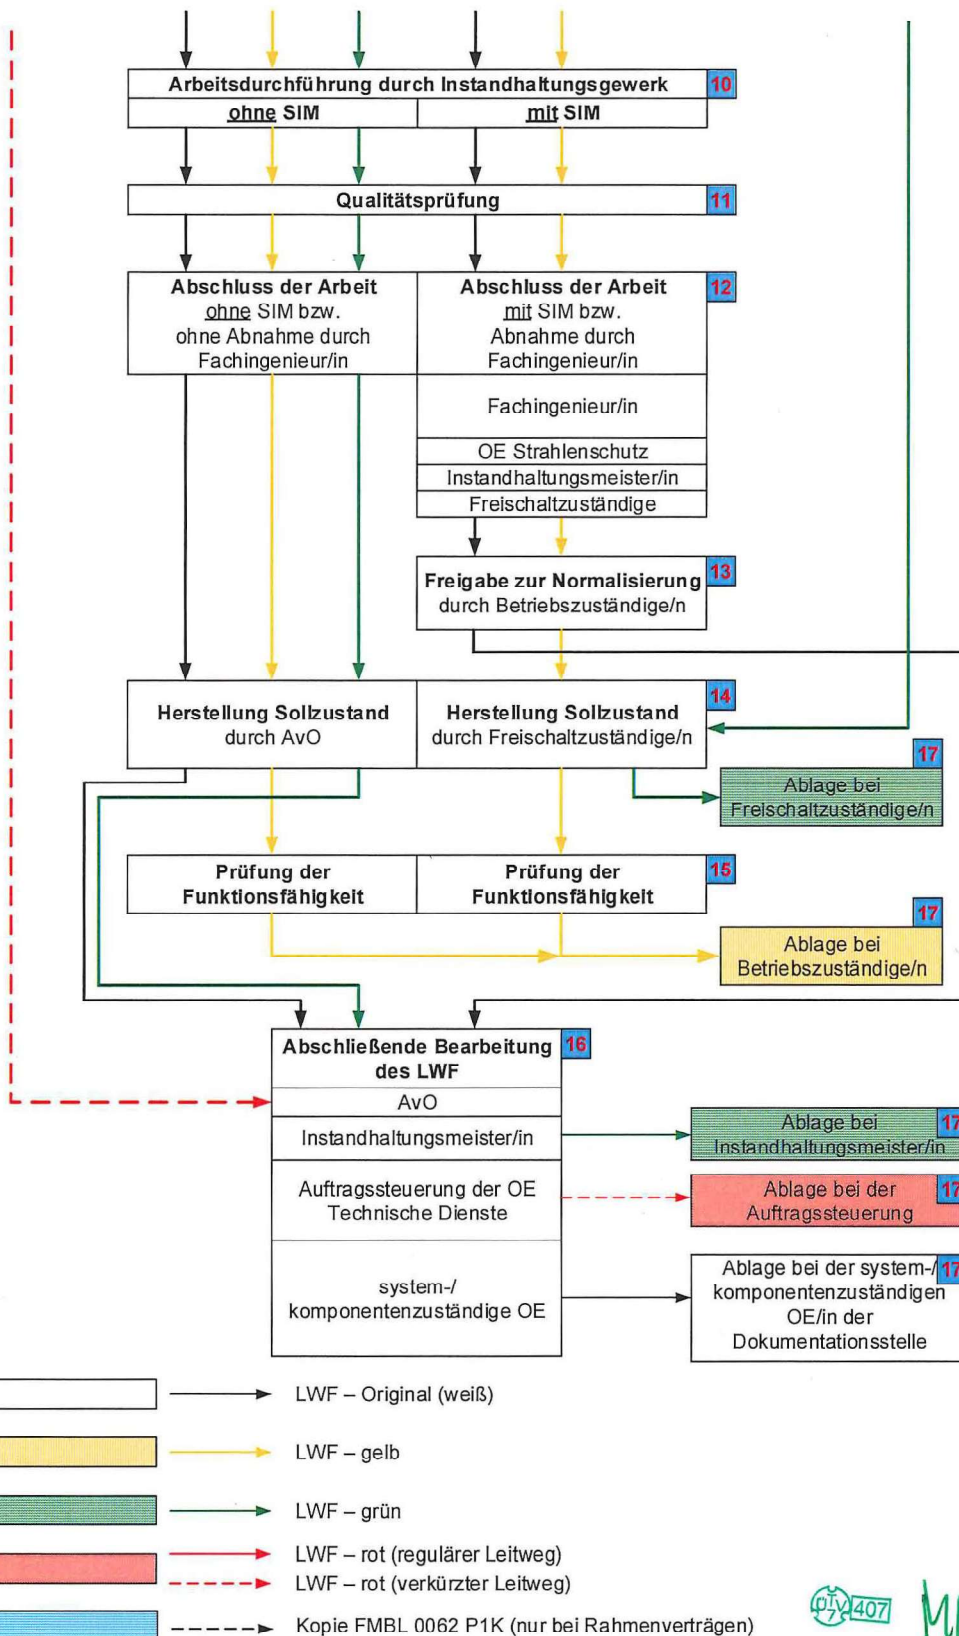 Arbeitsdurchführung durch Instandhaltungsgewerk
10
ohne SIM
mit SIM
Qualitätsprüfung
11
Abschluss der Arbeit
ohne SIM bzw.
ohne Abnahme durch
Fachingenieur/in
Abschluss der Arbeit
mit SIM bzw.
Abnahme durch
Fachingenieur/in
12
Fachingenieur/in
OE Strahlenschutz
Instandhaltungsmeister/in
Freischaltzuständige
Freigabe zur Normalisierung
durch Betriebszuständige/n
13
Herstellung Sollzustand
durch AvO
Herstellung Sollzustand
durch Freischaltzuständige/n
14
17
Ablage bei
Freischaltzuständige/n
Prüfung der
Funktionsfähigkeit
Prüfung der
Funktionsfähigkeit
15
17
Ablage bei
Betriebszuständige/n
Abschließende Bearbeitung
des LWF
16
AvO
Instandhaltungsmeister/in
Ablage bei
Instandhaltungsmeister/in
17
Auftragssteuerung der OE
Technische Dienste
Ablage bei der
Auftragssteuerung
17
system-/
komponentenzuständige OE
Ablage bei der system-/
komponentenzuständigen
OE/in der
Dokumentationsstelle
17
LWF – Original (weiß)
LWF – gelb
LWF – grün
LWF – rot (regulärer Leitweg)
LWF – rot (verkürzter Leitweg)
Kopie FMBL 0062 P1K (nur bei Rahmenverträgen)
407